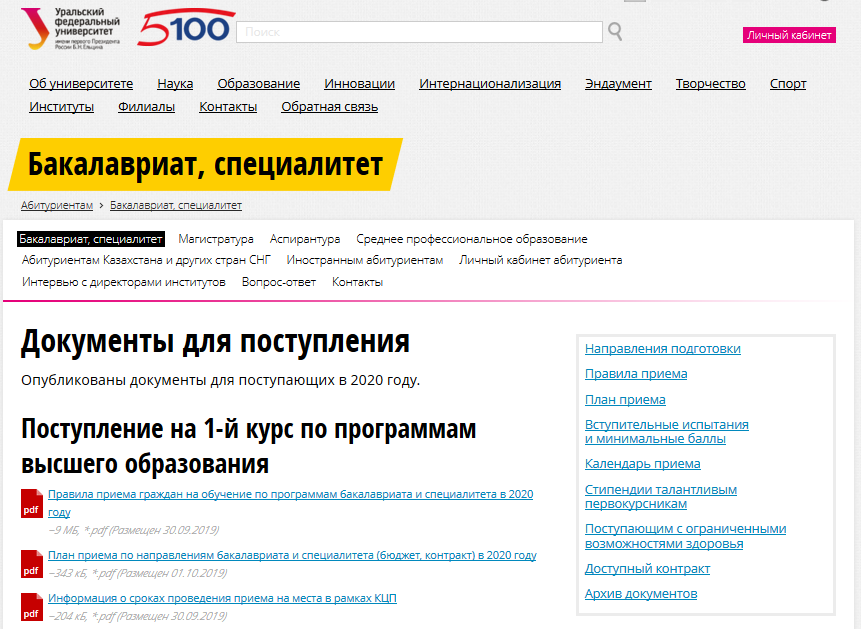 Уральский
федеральный
университет
имени первого Президента
России Б.Н.Ельцина
5100
Поиск
Личный кабинет
Об университете Наука Образование Инновации Интернационализация Эндаумент Творчество Спорт
Институты Филиалы Контакты Обратная связь
Бакалавриат, специалитет
Абитуриентам › Бакалавриат, специалитет
Бакалавриат, специалитет Магистратура Аспирантура Среднее профессиональное образование
Абитуриентам Казахстана и других стран СНГ Иностранным абитуриентам Личный кабинет абитуриента
Интервью с директорами институтов Вопрос-ответ Контакты
Документы для поступления
Опубликованы документы для поступающих в 2020 году.
Поступление на 1-й курс по программам
высшего образования
Правила приема граждан на обучение по программам бакалавриата и специалитета в 2020
году
pdf
~9 МБ, *.pdf (Размещен 30.09.2019)
План приема по направлениям бакалавриата и специалитета (бюджет, контракт) в 2020 году
pdf
~343 кБ, *.pdf (Размещен 01.10.2019)
Информация о сроках проведения приема на места в рамках КЦП
pdf
~204 кБ, *.pdf (Размещен 30.09.2019)
Направления подготовки
Правила приема
План приема
Вступительные испытания
и минимальные баллы
Календарь приема
Стипендии талантливым
первокурсникам
Поступающим с ограниченными
возможностями здоровья
Доступный контракт
Архив документов